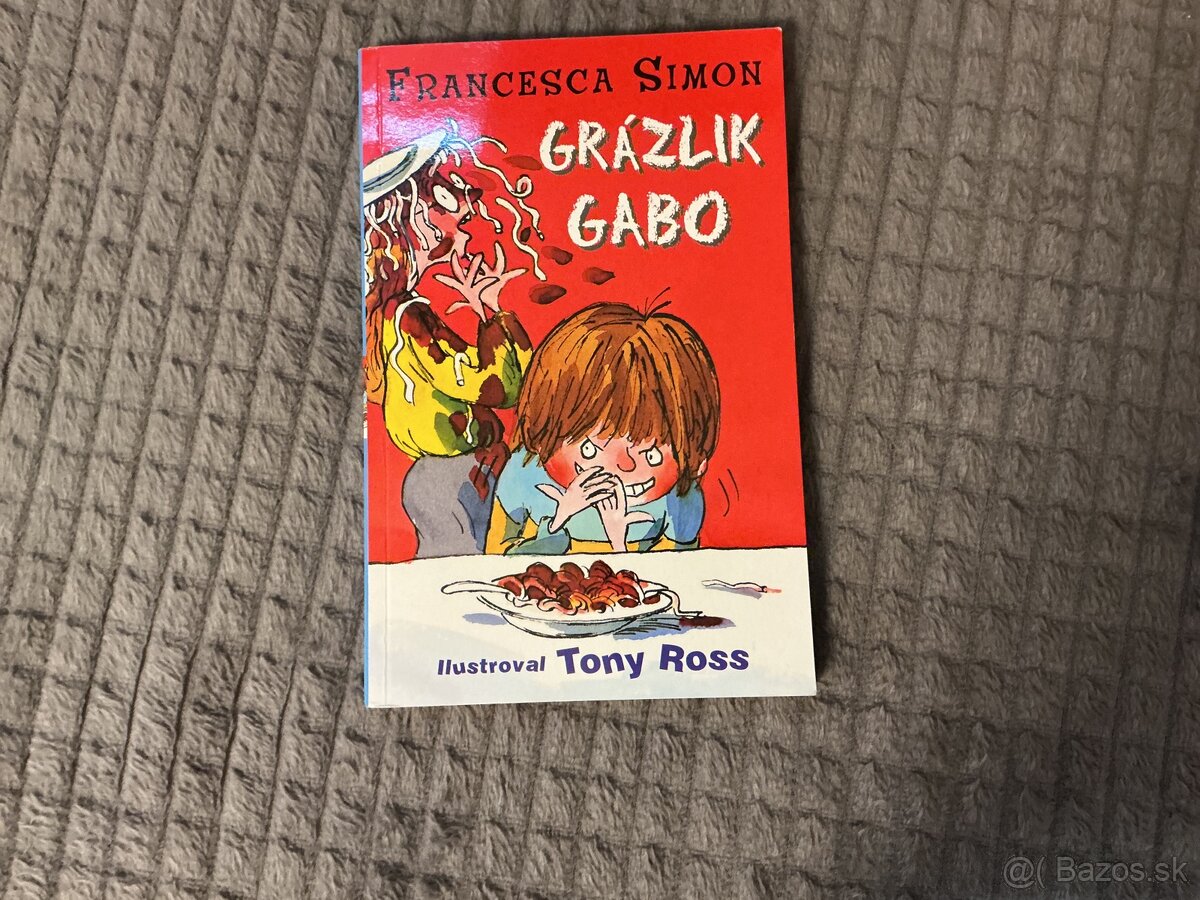 FRANCESCA SIMON
GRÁZLIK
GABO
Ilustroval Tony Ross
@( Bazos.sk